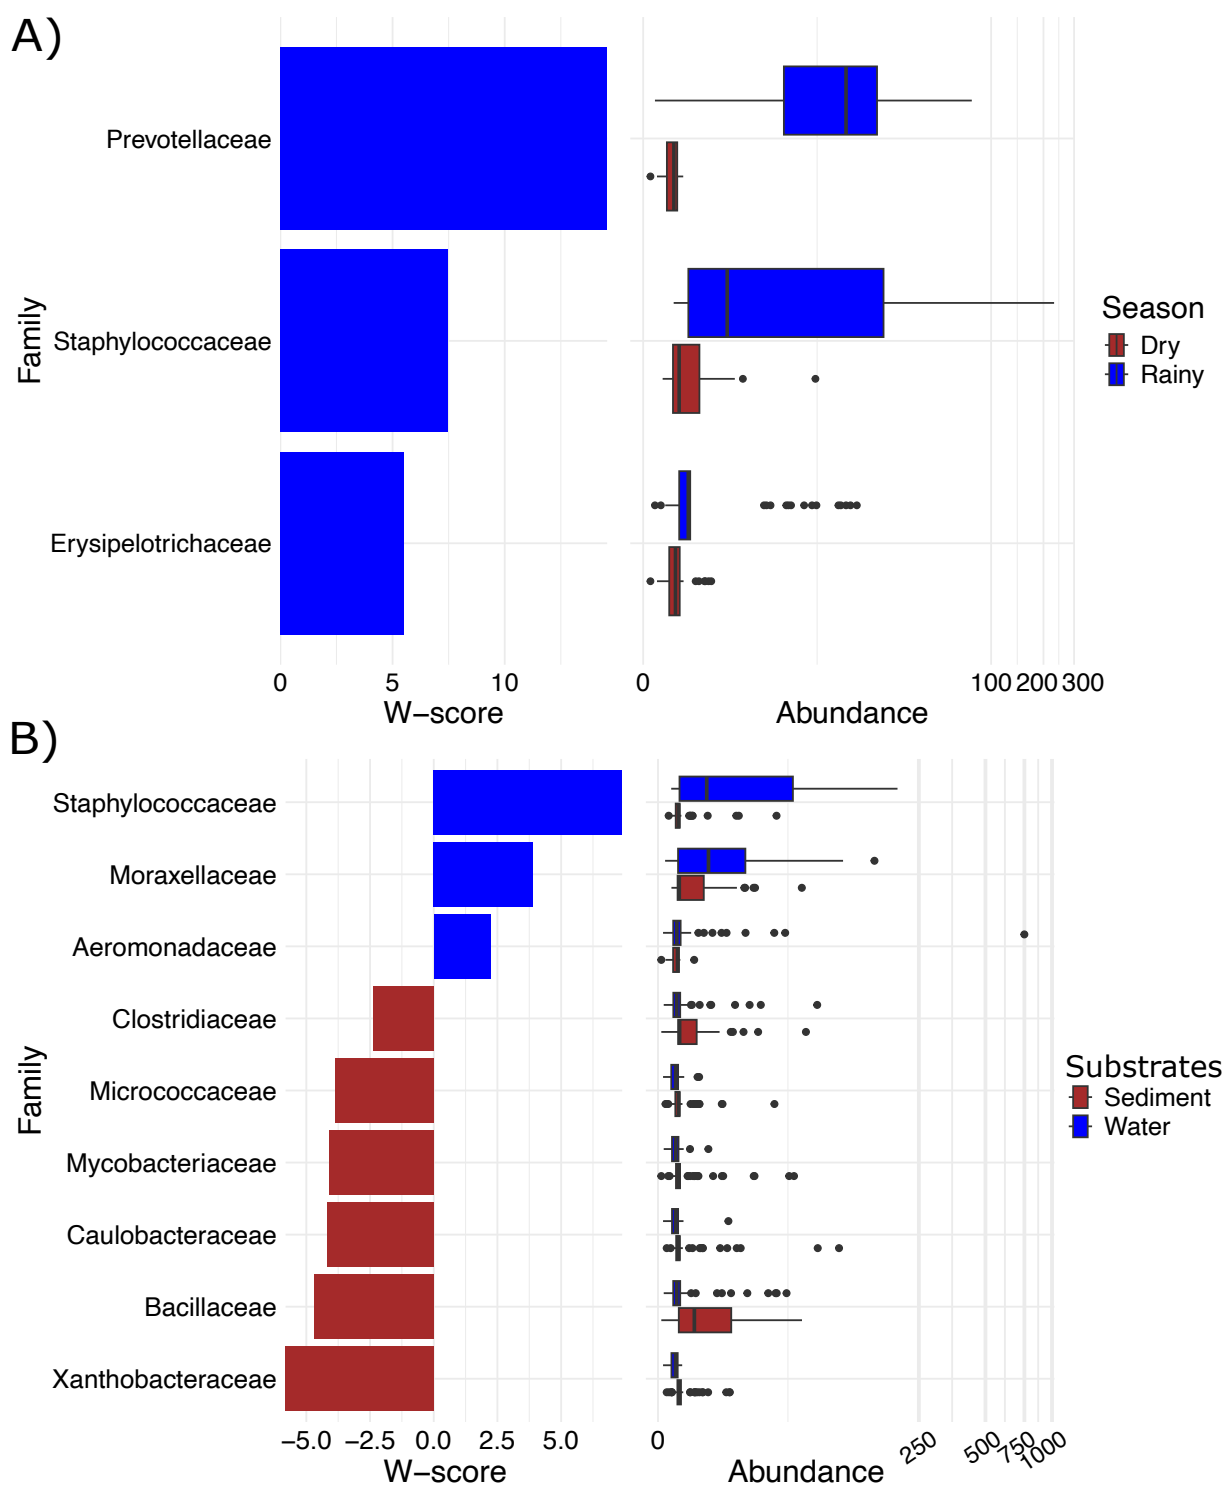 A)
Prevotellaceae
Staphylococcaceae
Erysipelotrichaceae
Family
0 5 10
W−score
0 100 200 300
Abundance
Season
Dry
Rainy
B)
Staphylococcaceae
Moraxellaceae
Aeromonadaceae
Clostridiaceae
Micrococcaceae
Mycobacteriaceae
Caulobacteraceae
Bacillaceae
Xanthobacteraceae
Family
−5.0 −2.5 0.0 2.5 5.0
W−score
0 250 500 750 1000
Abundance
Substrates
Sediment
Water